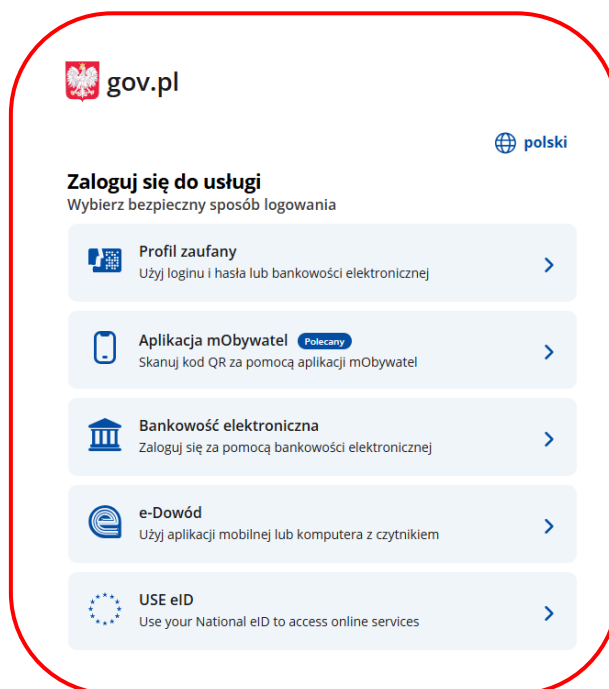 gov.pl
polski
Zaloguj się do usługi
Wybierz bezpieczny sposób logowania
Profil zaufany
Użyj loginu i hasła lub bankowości elektronicznej
Aplikacja mObywatel Polecany
Skanuj kod QR za pomocą aplikacji mObywatel
Bankowość elektroniczna
Zaloguj się za pomocą bankowości elektronicznej
e-Dowód
Użyj aplikacji mobilnej lub komputera z czytnikiem
USE eID
Use your National eID to access online services